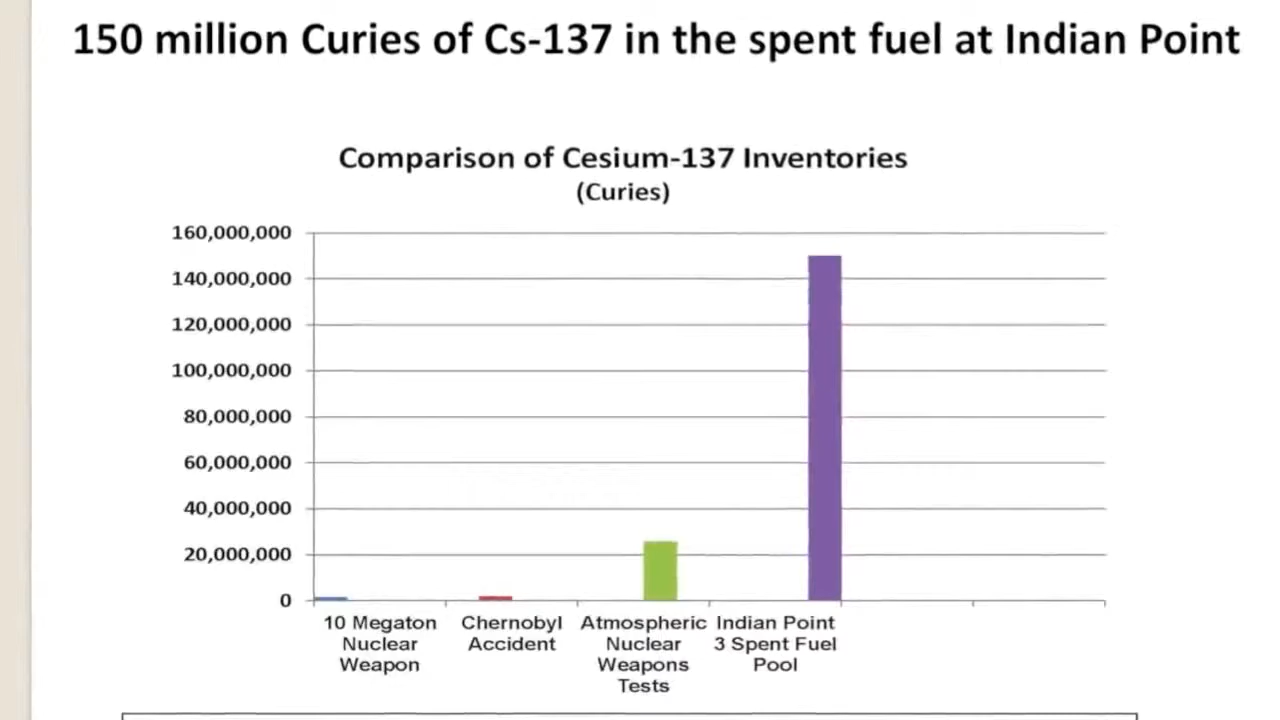 150 million Curies of Cs-137 in the spent fuel at Indian Point
Comparison of Cesium-137 Inventories
(Curies)
160,000,000
140,000,000
120,000,000
100,000,000
80,000,000
60,000,000
40,000,000
20,000,000
0
10 Megaton
Nuclear
Weapon
Chernobyl
Accident
Atmospheric
Nuclear
Weapons
Tests
Indian Point
3 Spent Fuel
Pool